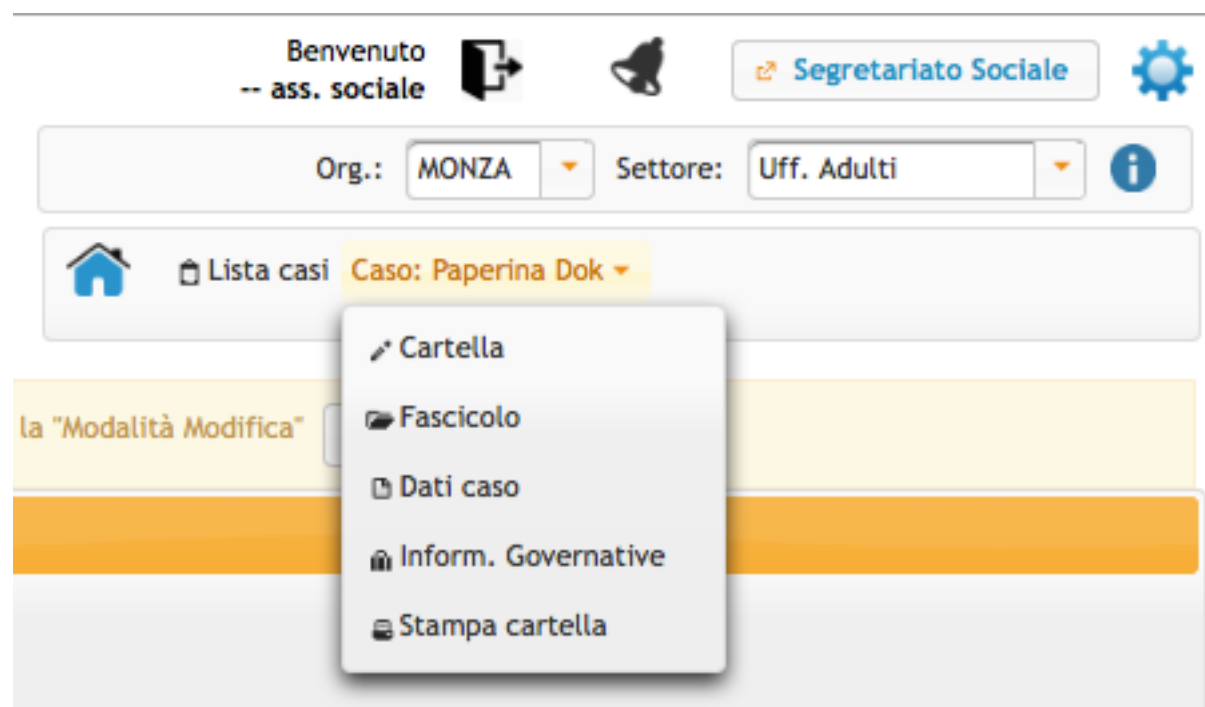 Benvenuto
-- ass. sociale
Segretariato Sociale
Org.: MONZA Settore: Uff. Adulti
Lista casi Caso: Paperina Dok
Cartella
la "Modalità Modifica"
Fascicolo
Dati caso
Inform. Governative
Stampa cartella